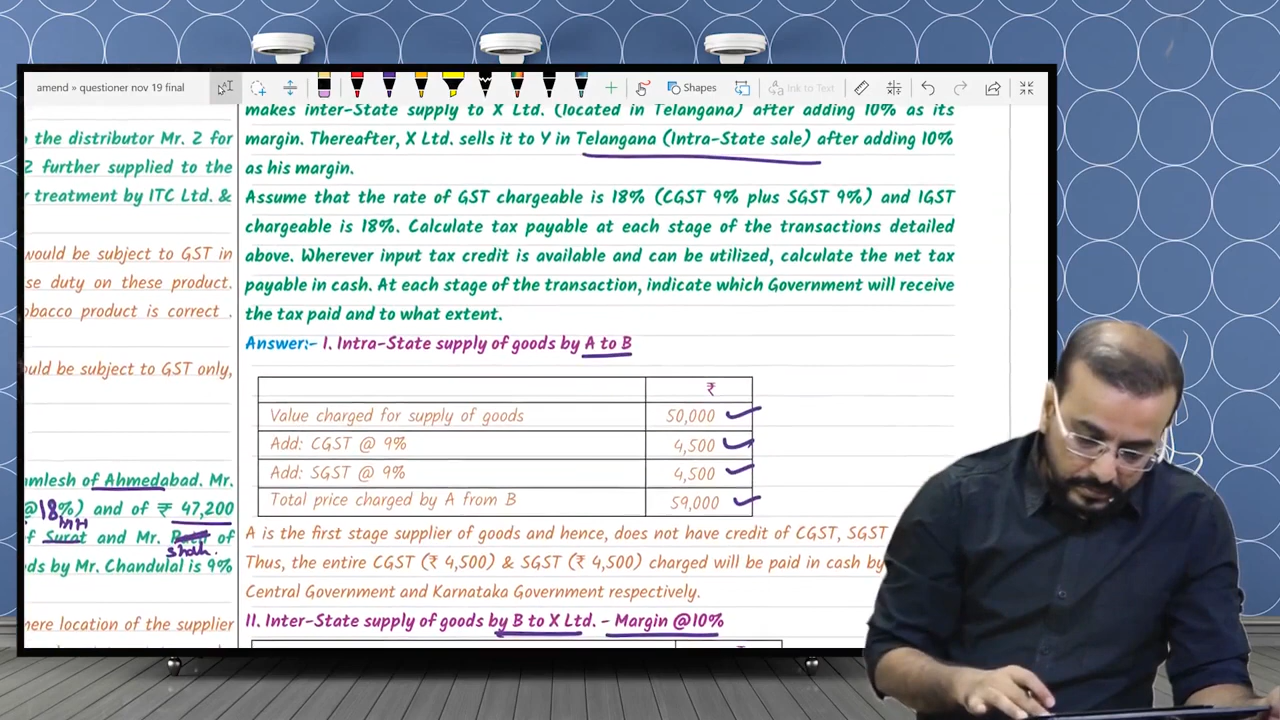 amend » questioner nov 19 final
Shapes
Ink to Text
the distributor Mr. 2 for
2 further supplied to the
r treatment by ITC Ltd. &
would be subject to GST in
se duty on these product.
obacco product is correct .
uld be subject to GST only,
mlesh of Ahmedabad. Mr.
@18%) and of ₹ 47,200
f Surat and Mr. of
shah.
ds by Mr. Chandulal is 9%
here location of the supplier
makes inter-State supply to X Ltd. (located in Telangana) after adding 10% as its
margin. Thereafter, X Ltd. sells it to Y in Telangana (Intra-State sale) after adding 10%
as his margin.
Assume that the rate of GST chargeable is 18% (CGST 9% plus SGST 9%) and IGST
chargeable is 18%. Calculate tax payable at each stage of the transactions detailed
above. Wherever input tax credit is available and can be utilized, calculate the net tax
payable in cash. At each stage of the transaction, indicate which Government will receive
the tax paid and to what extent.
Answer:- I. Intra-State supply of goods by A to B
₹
Value charged for supply of goods 50,000
Add: CGST @ 9% 4,500
Add: SGST @ 9% 4,500
Total price charged by A from B 59,000
A is the first stage supplier of goods and hence, does not have credit of CGST, SGST
Thus, the entire CGST (₹ 4,500) & SGST (₹ 4,500) charged will be paid in cash by
Central Government and Karnataka Government respectively.
II. Inter-State supply of goods by B to X Ltd. - Margin @10%